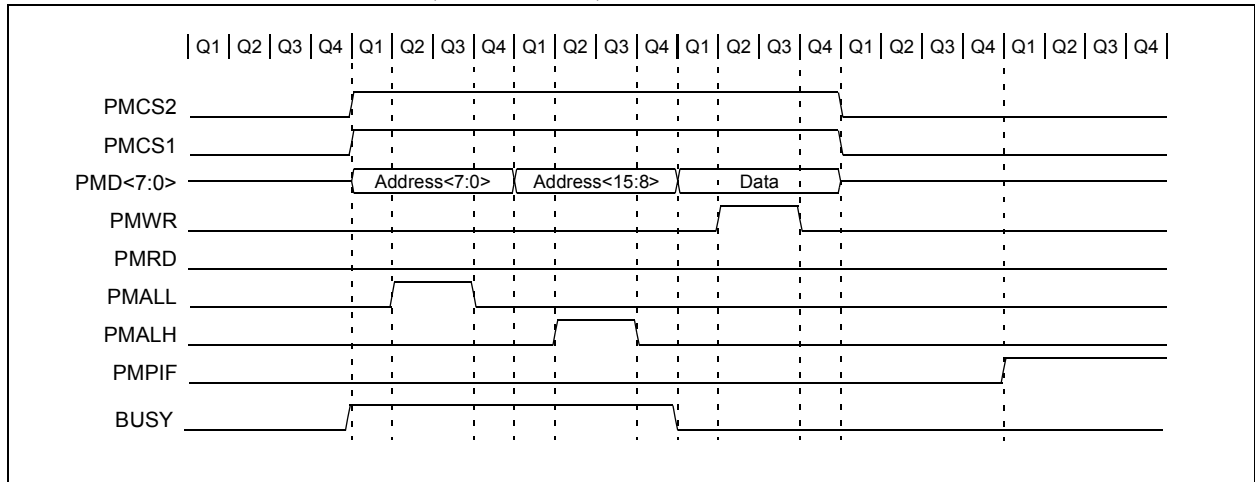 Q1 Q2 Q3 Q4 Q1 Q2 Q3 Q4 Q1 Q2 Q3 Q4 Q1 Q2 Q3 Q4 Q1 Q2 Q3 Q4 Q1 Q2 Q3 Q4
PMCS2
PMCS1
PMD<7:0> Address<7:0> Address<15:8> Data
PMWR
PMRD
PMALL
PMALH
PMPIF
BUSY